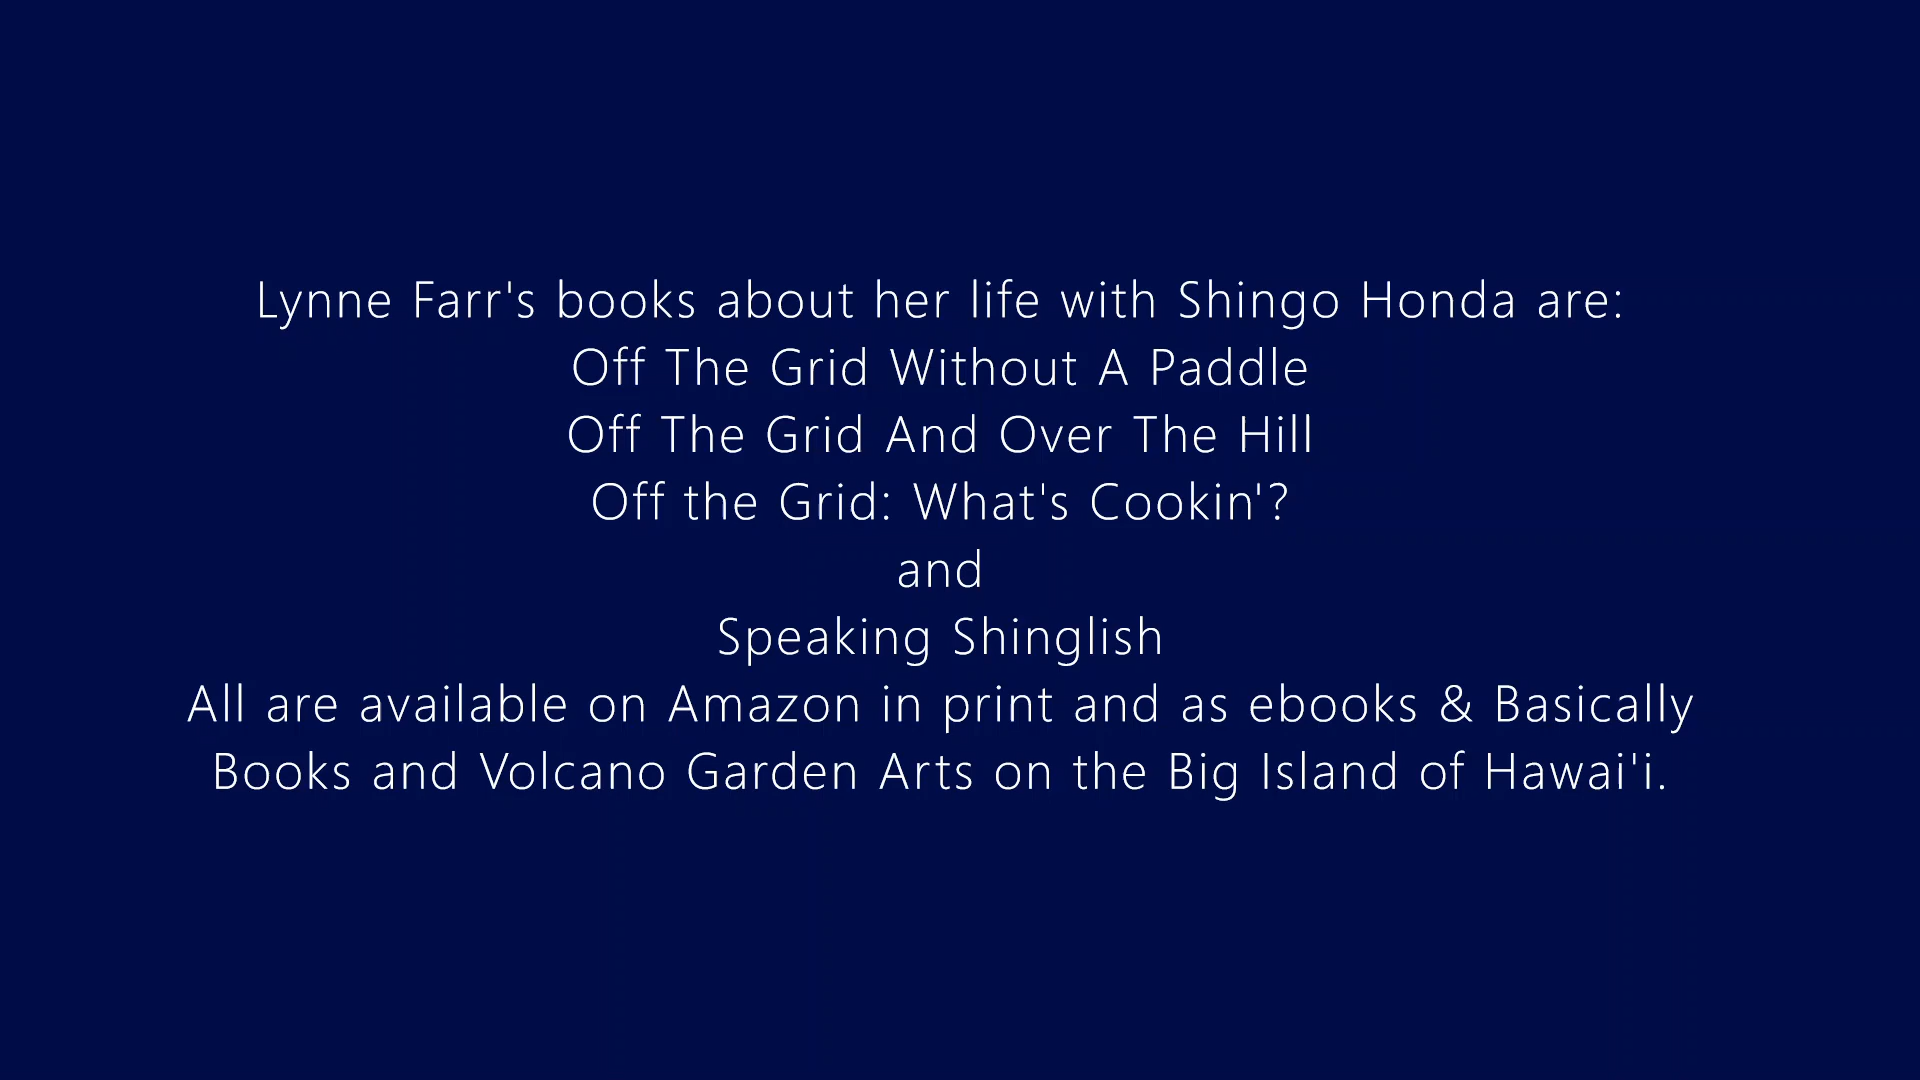 Lynne Farr's books about her life with Shingo Honda are:
Off The Grid Without A Paddle
Off The Grid And Over The Hill
Off the Grid: What's Cookin'?
and
Speaking Shinglish
All are available on Amazon in print and as ebooks & Basically
Books and Volcano Garden Arts on the Big Island of Hawai'i.